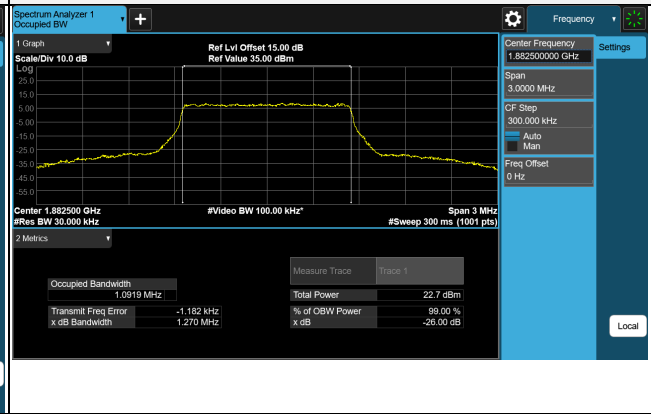 Spectrum Analyzer 1
Occupied BW
+
Frequency
1 Graph
Ref Lvl Offset 15.00 dB
Scale/Div 10.0 dB
Ref Value 35.00 dBm
Log
25.0
15.0
5.00
-5.00
-15.0
-25.0
-35.0
-45.0
-55.0
Center 1.882500 GHz
#Video BW 100.00 kHz*
Span 3 MHz
#Res BW 30.000 kHz
#Sweep 300 ms (1001 pts)
2 Metrics
Measure Trace
Trace 1
Occupied Bandwidth
1.0919 MHz
Total Power
22.7 dBm
Transmit Freq Error
-1.182 kHz
% of OBW Power
99.00 %
x dB Bandwidth
1.270 MHz
x dB
-26.00 dB
Center Frequency
1.882500000 GHz
Settings
Span
3.0000 MHz
CF Step
300.000 kHz
Auto
Man
Freq Offset
0 Hz
Local